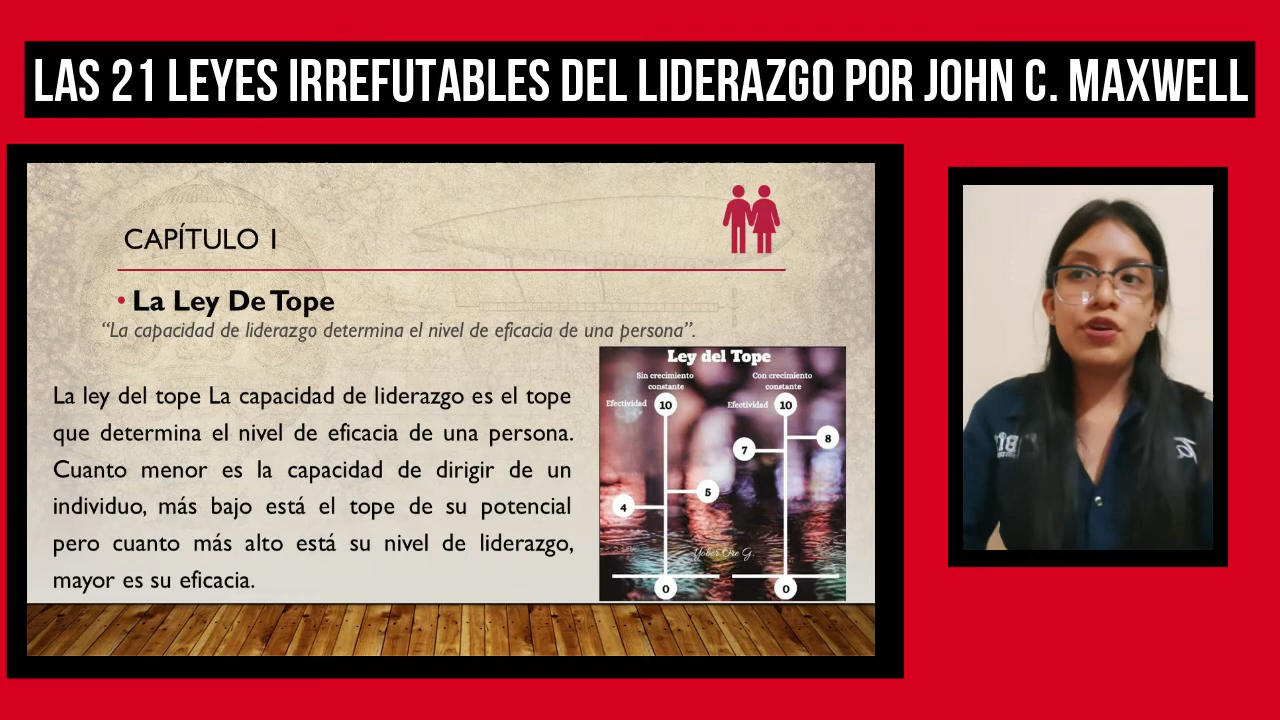 LAS 21 LEYES IRREFUTABLES DEL LIDERAZGO POR JOHN C. MAXWELL
CAPÍTULO 1
• La Ley De Tope
“La capacidad de liderazgo determina el nivel de eficacia de una persona”.
La ley del tope La capacidad de liderazgo es el tope
que determina el nivel de eficacia de una persona.
Cuanto menor es la capacidad de dirigir de un
individuo, más bajo está el tope de su potencial
pero cuanto más alto está su nivel de liderazgo,
mayor es su eficacia.
Ley del Tope
Sin crecimiento
constante
Con crecimiento
constante
Efectividad
10
Efectividad
10
8
7
5
4
Yober Ore G.
0
0